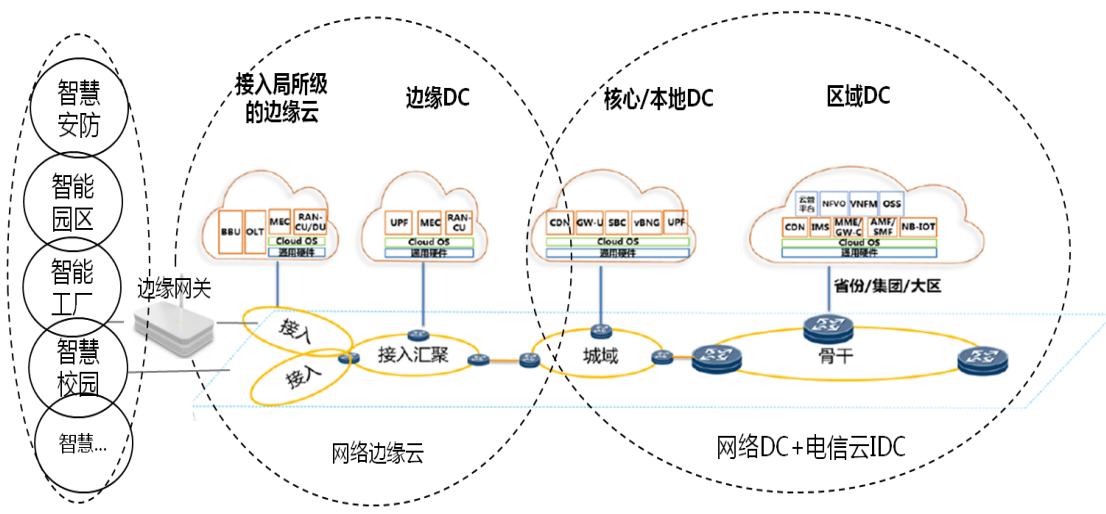 智慧
安防
智能
园区
智能
工厂
智慧
校园
智慧...
边缘网关
接入局所级
的边缘云
BBU
OLT
MEC
RAN-
CU/DU
Cloud OS
通用硬件
边缘DC
UPF
MEC
RAN-
CU
Cloud OS
通用硬件
核心/本地DC
CDN
GW-U
SBC
vBNG
UPF
Cloud OS
通用硬件
区域DC
云管
平台
NFVO
VNFM
OSS
CDN
IMS
MME/
GW-C
AMF/
SMF
NB-IOT
Cloud OS
通用硬件
省份/集团/大区
接入
接入
接入汇聚
城域
骨干
网络边缘云
网络DC+电信云IDC